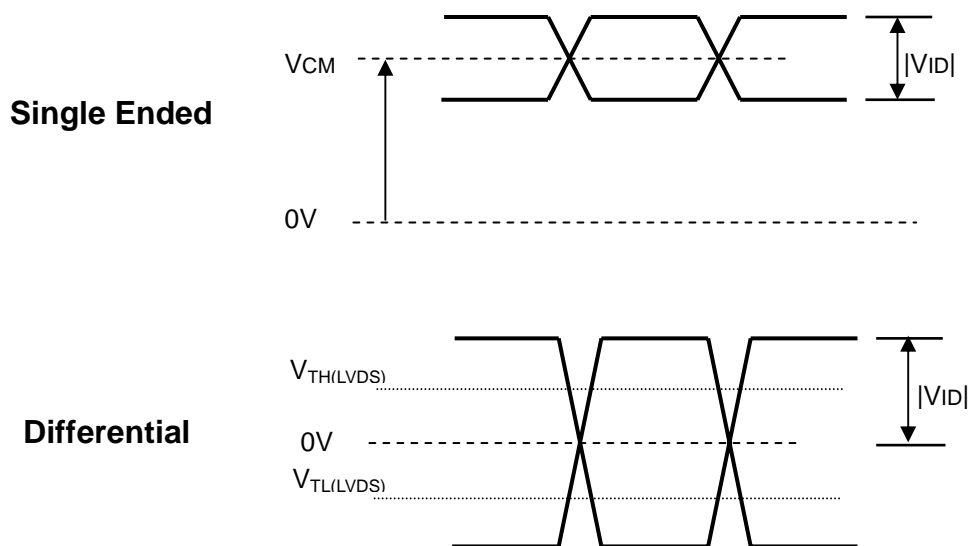 VCM
|VID|
Single Ended
0V
VTH(LVDS)
|VID|
Differential
0V
VTL(LVDS)